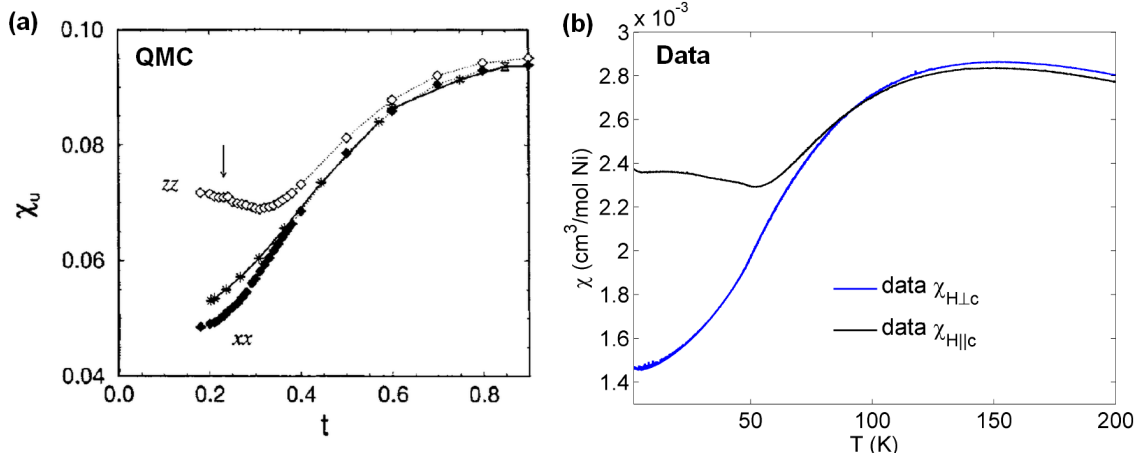 (a)
QMC
0.10
0.08
0.06
0.04
χu
zz
xx
0.0 0.2 0.4 0.6 0.8
t
(b)
Data
3 x 10⁻³
2.8
2.6
2.4
2.2
2
1.8
1.6
1.4
χ (cm³/mol Ni)
data χH⊥c
data χH||c
50 100 150 200
T (K)